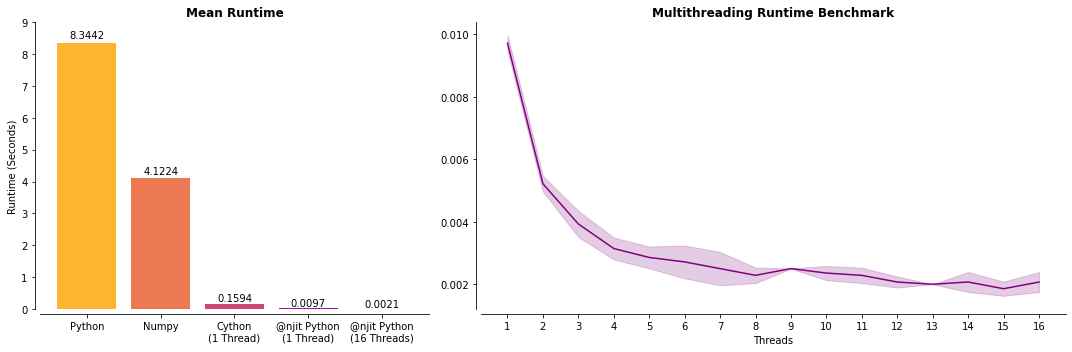 Mean Runtime
Runtime (Seconds)
9
8
7
6
5
4
3
2
1
0
8.3442
4.1224
0.1594
0.0097
0.0021
Python
Numpy
Cython
(1 Thread)
@njit Python
(1 Thread)
@njit Python
(16 Threads)
Multithreading Runtime Benchmark
0.010
0.008
0.006
0.004
0.002
1 2 3 4 5 6 7 8 9 10 11 12 13 14 15 16
Threads